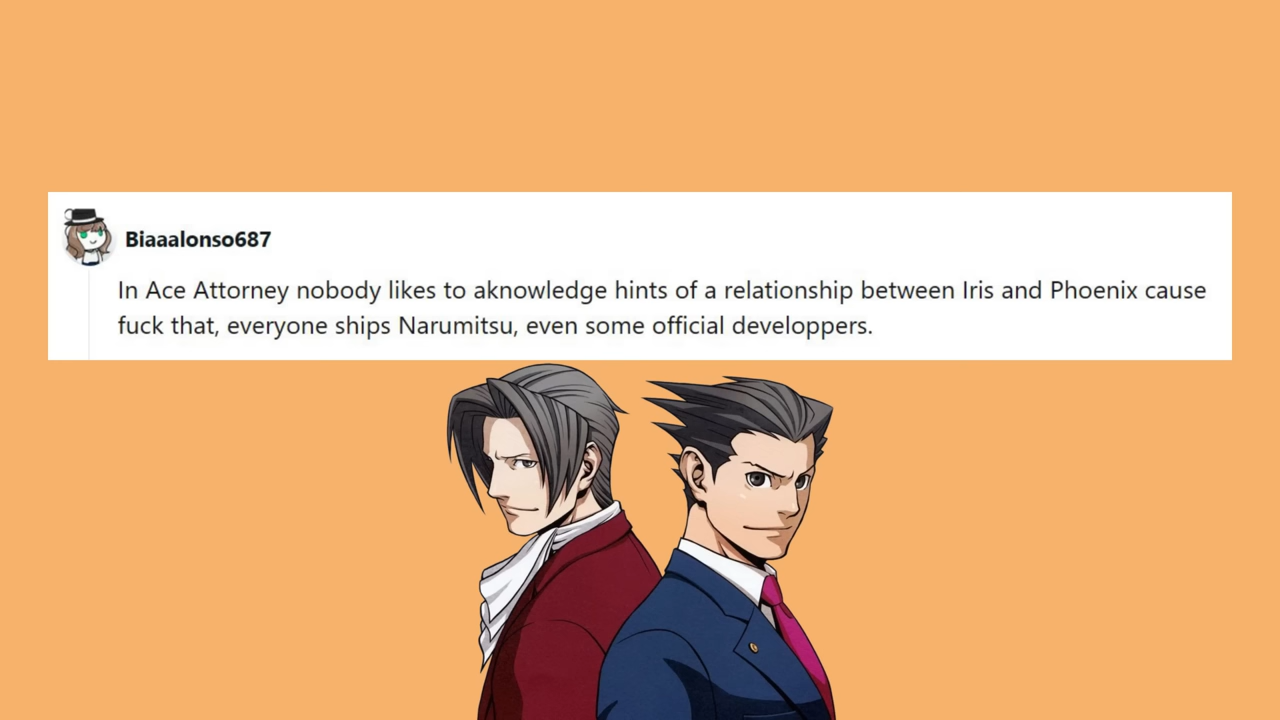 Biaaalonso687
In Ace Attorney nobody likes to aknowledge hints of a relationship between Iris and Phoenix cause
fuck that, everyone ships Narumitsu, even some official developpers.